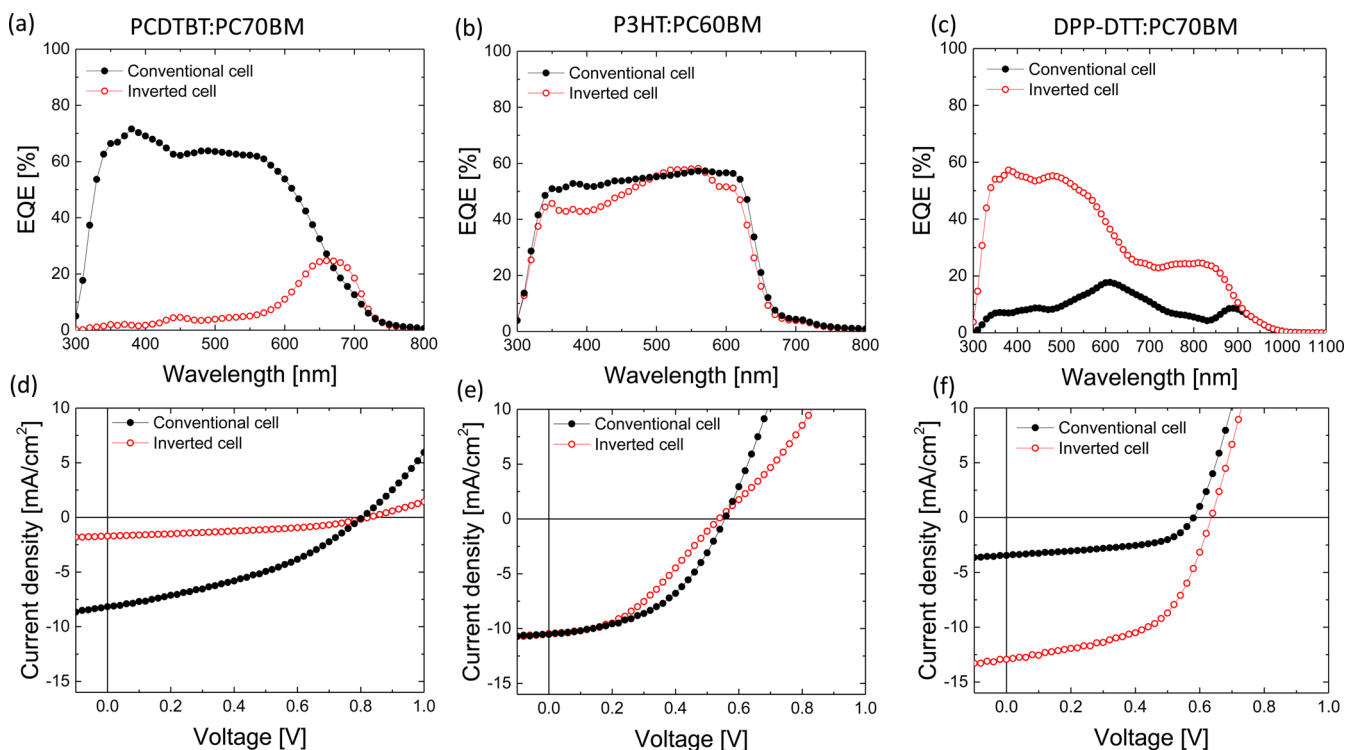 (a) PCDTBT:PC70BM
Conventional cell
Inverted cell
100
80
60
40
20
0
EQE [%]
300 400 500 600 700 800
Wavelength [nm]
(b) P3HT:PC60BM
Conventional cell
Inverted cell
100
80
60
40
20
0
EQE [%]
300 400 500 600 700 800
Wavelength [nm]
(c) DPP-DTT:PC70BM
Conventional cell
Inverted cell
100
80
60
40
20
0
EQE [%]
300 400 500 600 700 800 900 1000 1100
Wavelength [nm]
(d)
Conventional cell
Inverted cell
10
5
0
-5
-10
-15
Current density [mA/cm²]
0.0 0.2 0.4 0.6 0.8 1.0
Voltage [V]
(e)
Conventional cell
Inverted cell
10
5
0
-5
-10
-15
Current density [mA/cm²]
0.0 0.2 0.4 0.6 0.8 1.0
Voltage [V]
(f)
Conventional cell
Inverted cell
10
5
0
-5
-10
-15
Current density [mA/cm²]
0.0 0.2 0.4 0.6 0.8 1.0
Voltage [V]